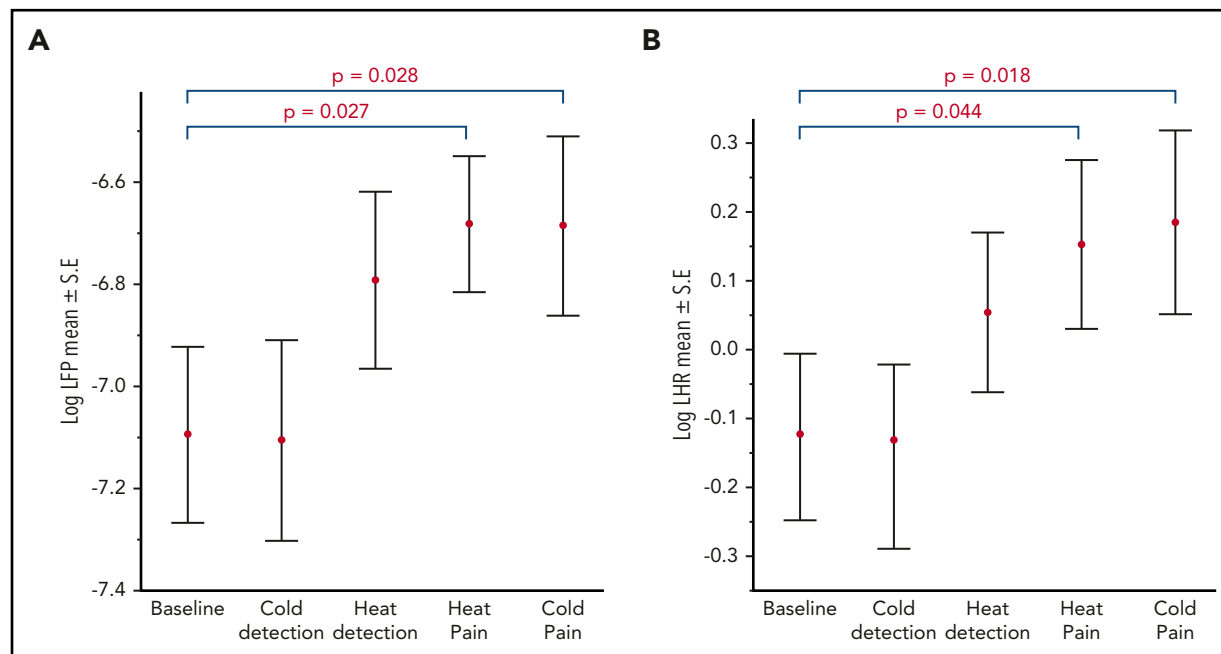 A
p = 0.028
p = 0.027
Log LFP mean ± S.E
-6.6
-6.8
-7.0
-7.2
-7.4
Baseline
Cold
detection
Heat
detection
Heat
Pain
Cold
Pain
B
p = 0.018
p = 0.044
Log LHR mean ± S.E
0.3
0.2
0.1
0.0
-0.1
-0.2
-0.3
Baseline
Cold
detection
Heat
detection
Heat
Pain
Cold
Pain